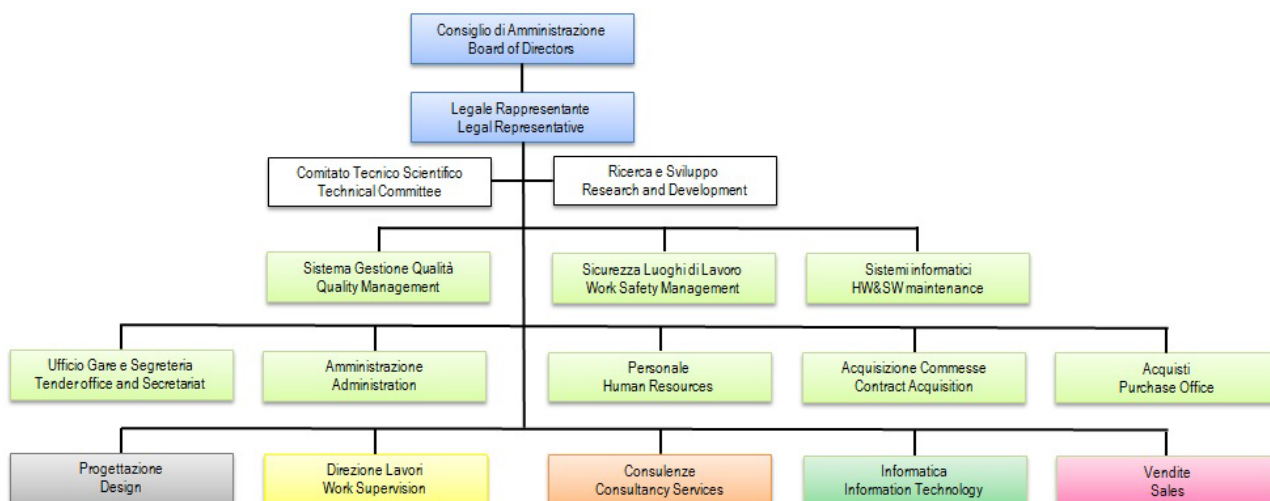 Consiglio di Amministrazione
Board of Directors
Legale Rappresentante
Legal Representative
Comitato Tecnico Scientifico
Technical Committee
Ricerca e Sviluppo
Research and Development
Sistema Gestione Qualità
Quality Management
Sicurezza Luoghi di Lavoro
Work Safety Management
Sistemi informatici
HW&SW maintenance
Ufficio Gare e Segreteria
Tender office and Secretariat
Amministrazione
Administration
Personale
Human Resources
Acquisizione Commesse
Contract Acquisition
Acquisti
Purchase Office
Progettazione
Design
Direzione Lavori
Work Supervision
Consulenze
Consultancy Services
Informatica
Information Technology
Vendite
Sales